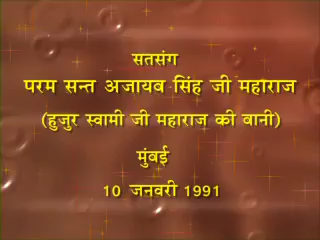 सतसंग
परम सन्त अजायब सिंह जी महाराज
(हुजुर स्वामी जी महाराज की वानी)
मुंबई
10 जनवरी 1991